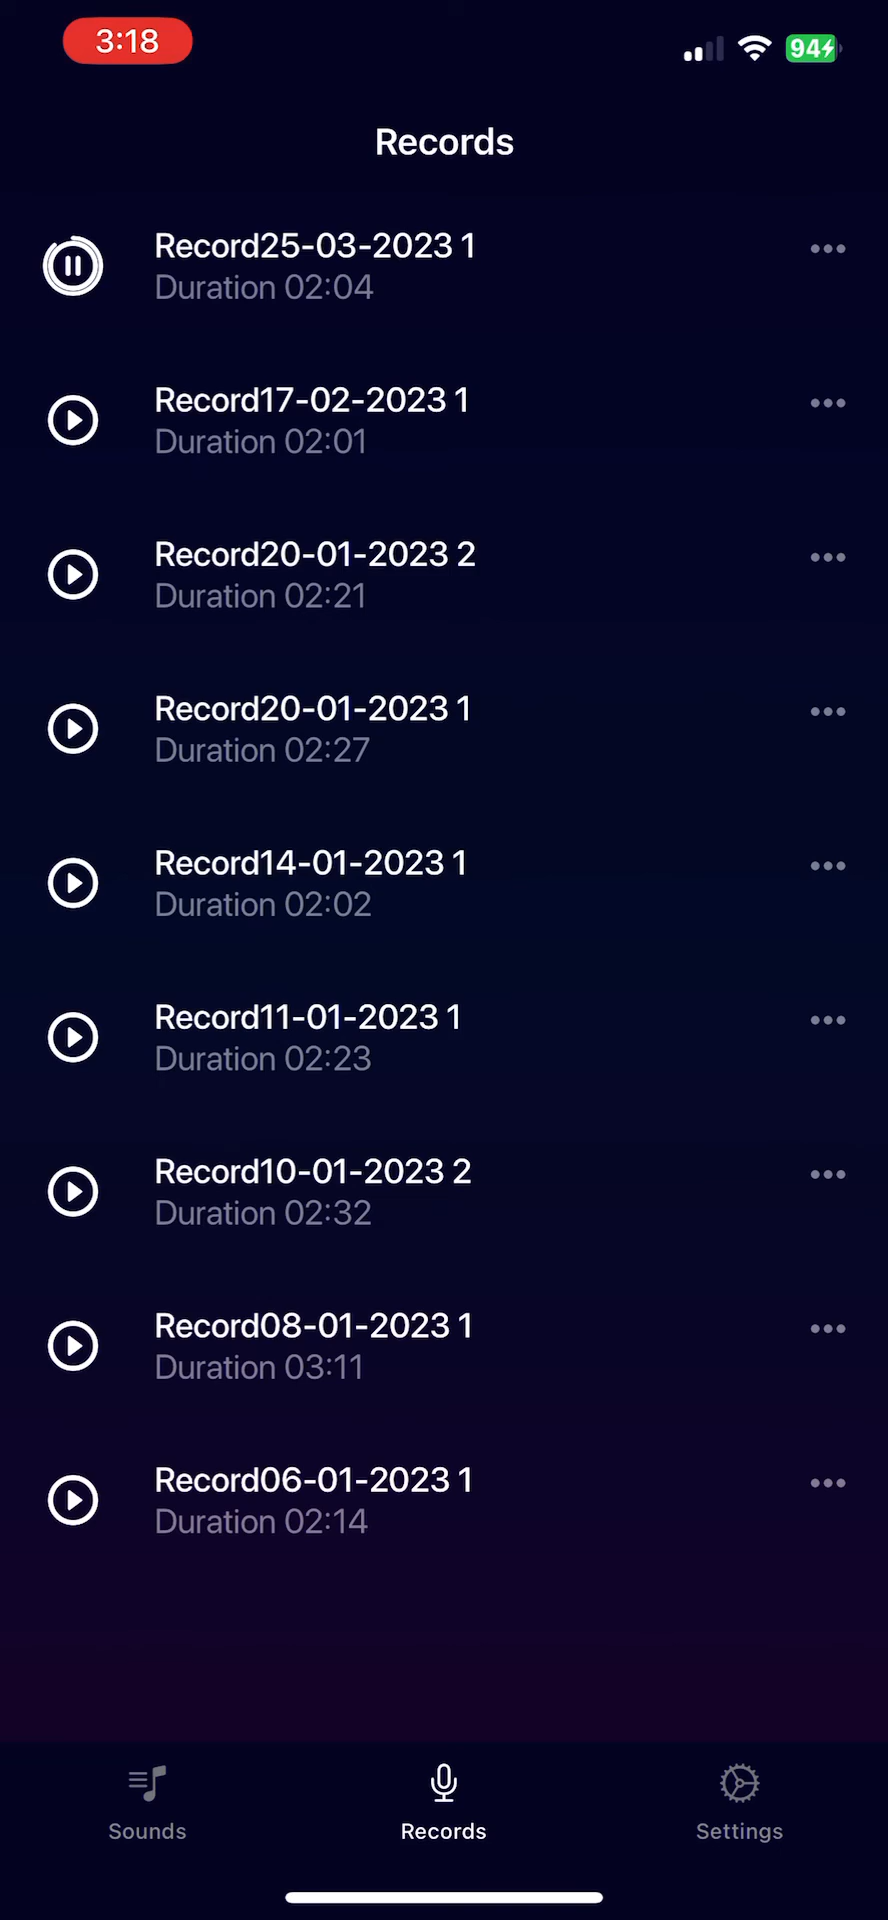 3:18
94
Records
Record25-03-2023 1
Duration 02:04
Record17-02-2023 1
Duration 02:01
Record20-01-2023 2
Duration 02:21
Record20-01-2023 1
Duration 02:27
Record14-01-2023 1
Duration 02:02
Record11-01-2023 1
Duration 02:23
Record10-01-2023 2
Duration 02:32
Record08-01-2023 1
Duration 03:11
Record06-01-2023 1
Duration 02:14
Sounds
Records
Settings